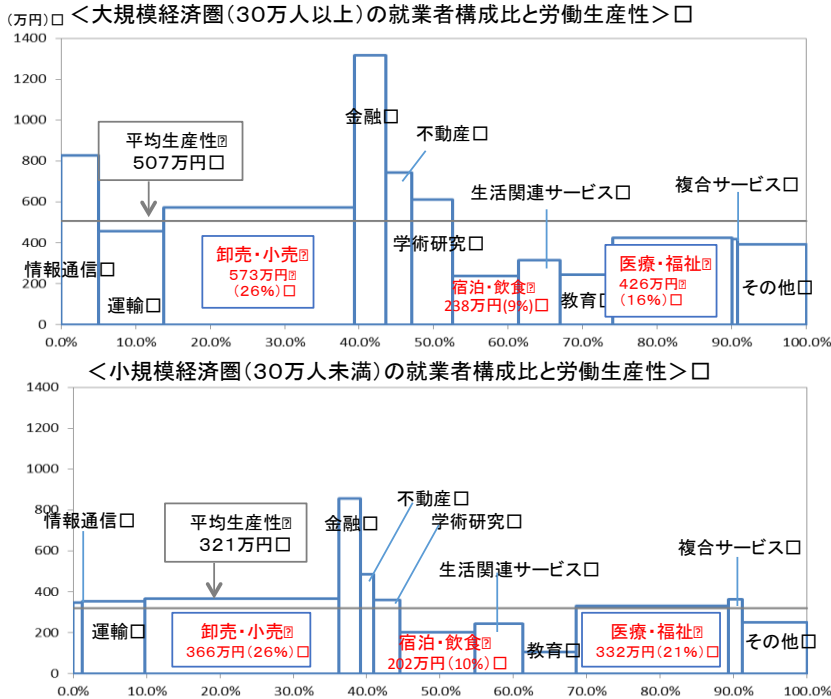 ＜大規模経済圏（３０万人以上）の就業者構成比と労働生産性＞□
（万円）□
1400
1200
1000
800
600
400
200
0
平均生産性
507万円□
金融□
不動産□
生活関連サービス□
複合サービス□
情報通信□
運輸□
卸売・小売
573万円
(26%)□
学術研究□
宿泊・飲食
238万円(9%)□
教育□
医療・福祉
426万円
(16%)□
その他□
0.0% 10.0% 20.0% 30.0% 40.0% 50.0% 60.0% 70.0% 80.0% 90.0% 100.0%
＜小規模経済圏（３０万人未満）の就業者構成比と労働生産性＞□
1400
1200
1000
800
600
400
200
0
情報通信□
平均生産性
321万円□
金融□
不動産□
学術研究□
生活関連サービス□
複合サービス□
運輸□
卸売・小売
366万円(26%)□
宿泊・飲食
202万円(10%)□
教育□
医療・福祉
332万円(21%)□
その他□
0.0% 10.0% 20.0% 30.0% 40.0% 50.0% 60.0% 70.0% 80.0% 90.0% 100.0%